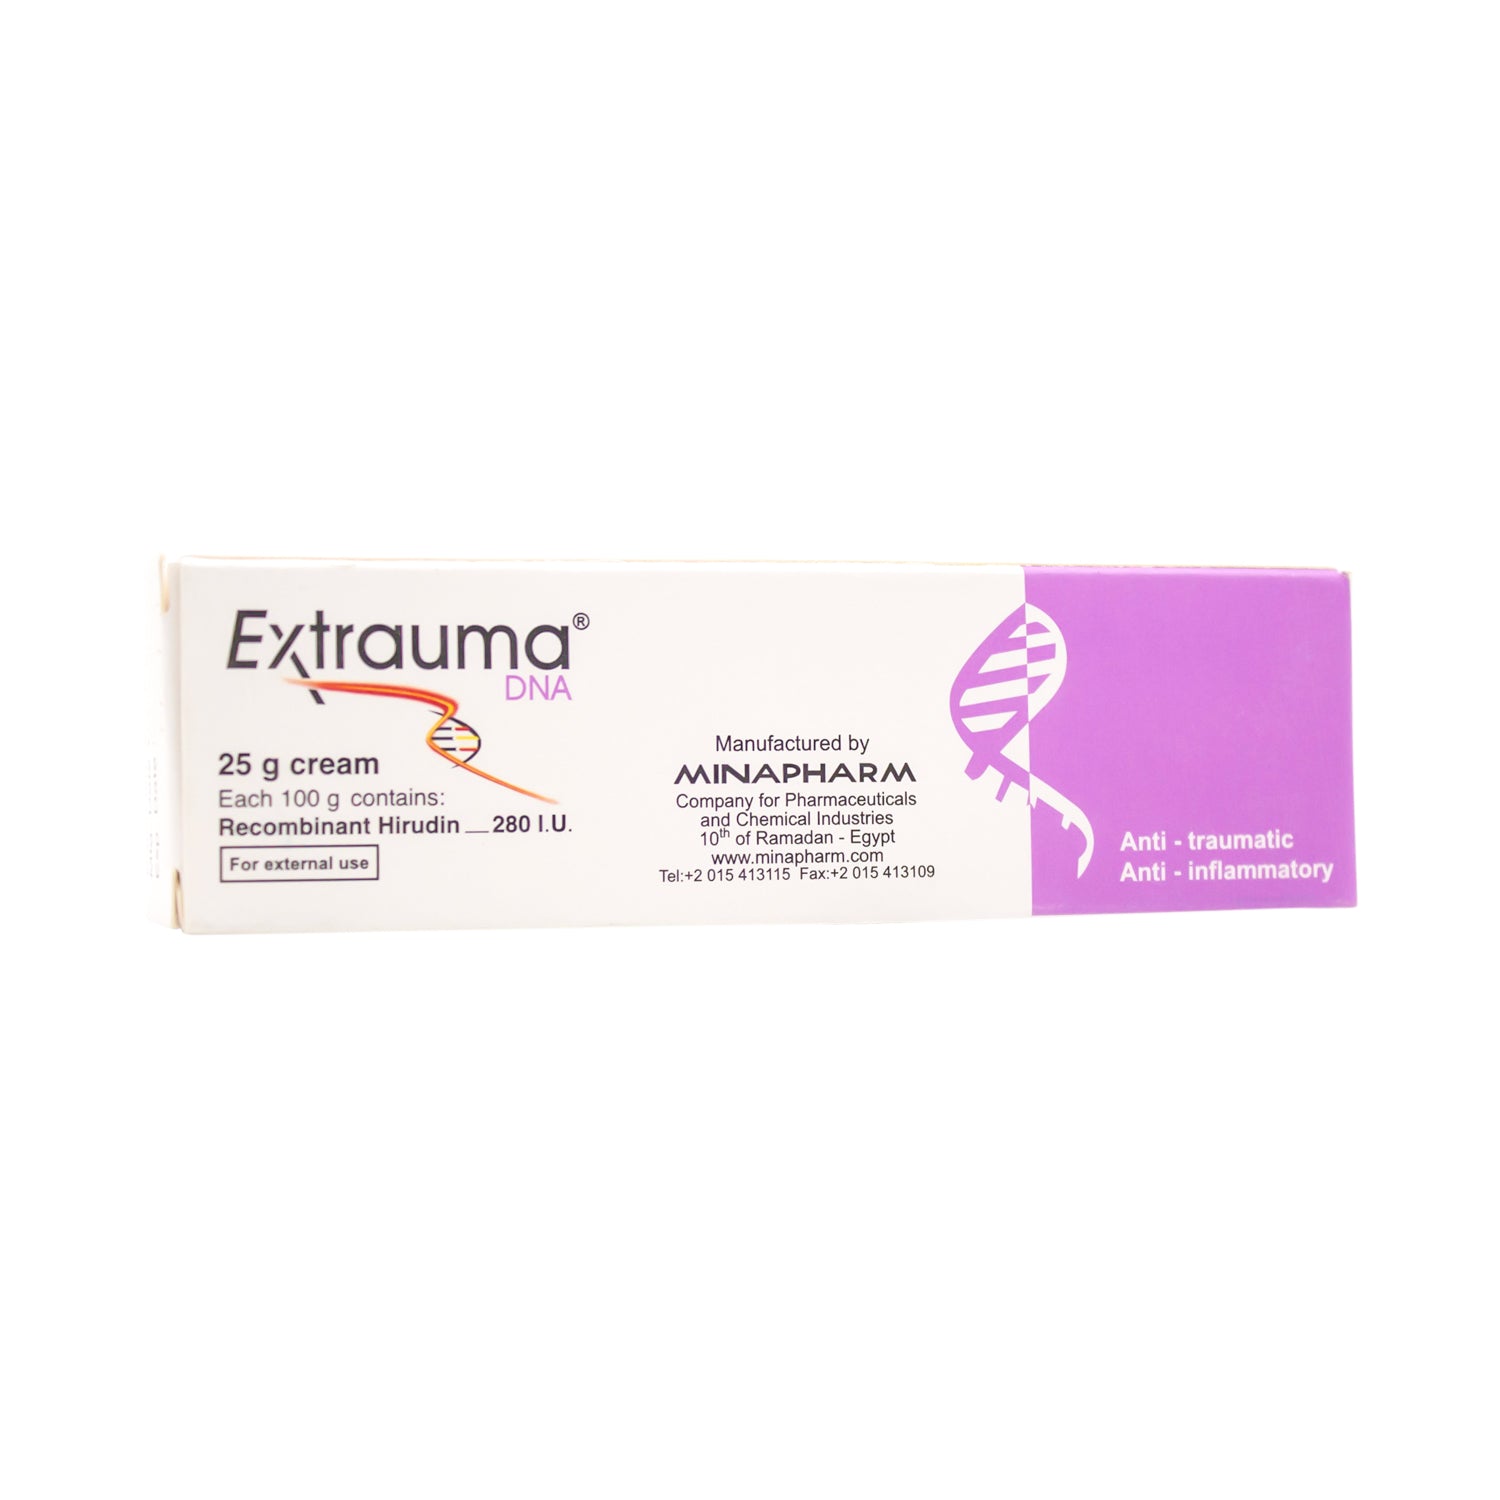 Extrauma®
DNA
25 g cream
Each 100 g contains:
Recombinant Hirudin __ 280 I.U.
For external use
Manufactured by
MINAPHARM
Company for Pharmaceuticals
and Chemical Industries
10th of Ramadan - Egypt
www.minapharm.com
Tel:+2 015 413115 Fax:+2 015 413109
Anti - traumatic
Anti - inflammatory